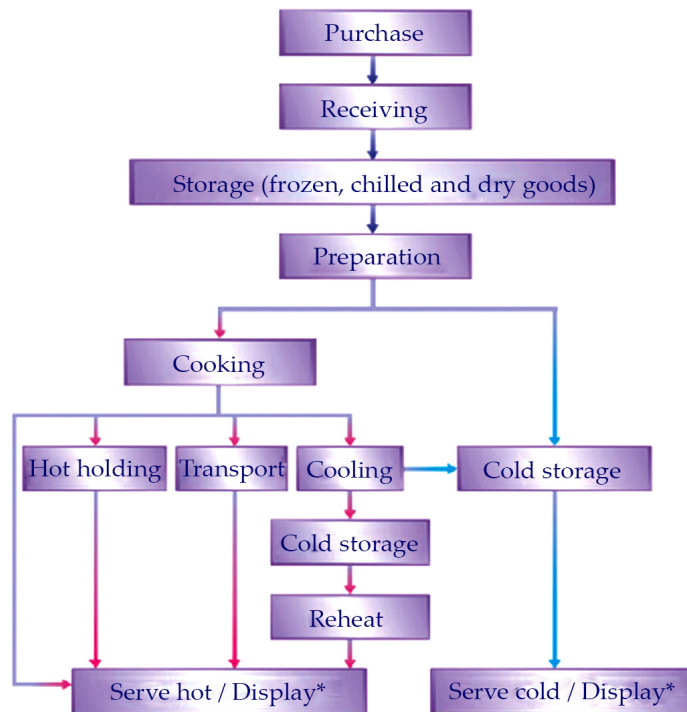 Purchase
Receiving
Storage (frozen, chilled and dry goods)
Preparation
Cooking
Hot holding
Transport
Cooling
Cold storage
Cold storage
Reheat
Serve hot / Display*
Serve cold / Display*